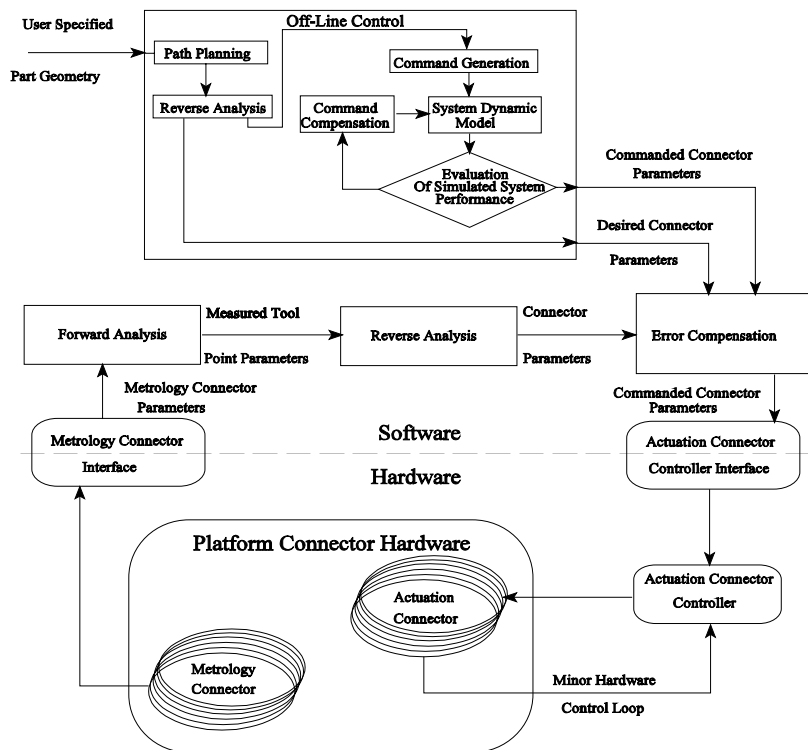 User Specified
Part Geometry
Off-Line Control
Path Planning
Reverse Analysis
Command Generation
Command
Compensation
System Dynamic
Model
Evaluation
Of Simulated System
Performance
Commanded Connector
Parameters
Desired Connector
Parameters
Forward Analysis
Measured Tool
Point Parameters
Reverse Analysis
Connector
Parameters
Error Compensation
Metrology Connector
Parameters
Commanded Connector
Parameters
Metrology Connector
Interface
Software
Hardware
Actuation Connector
Controller Interface
Platform Connector Hardware
Actuation
Connector
Actuation Connector
Controller
Metrology
Connector
Minor Hardware
Control Loop